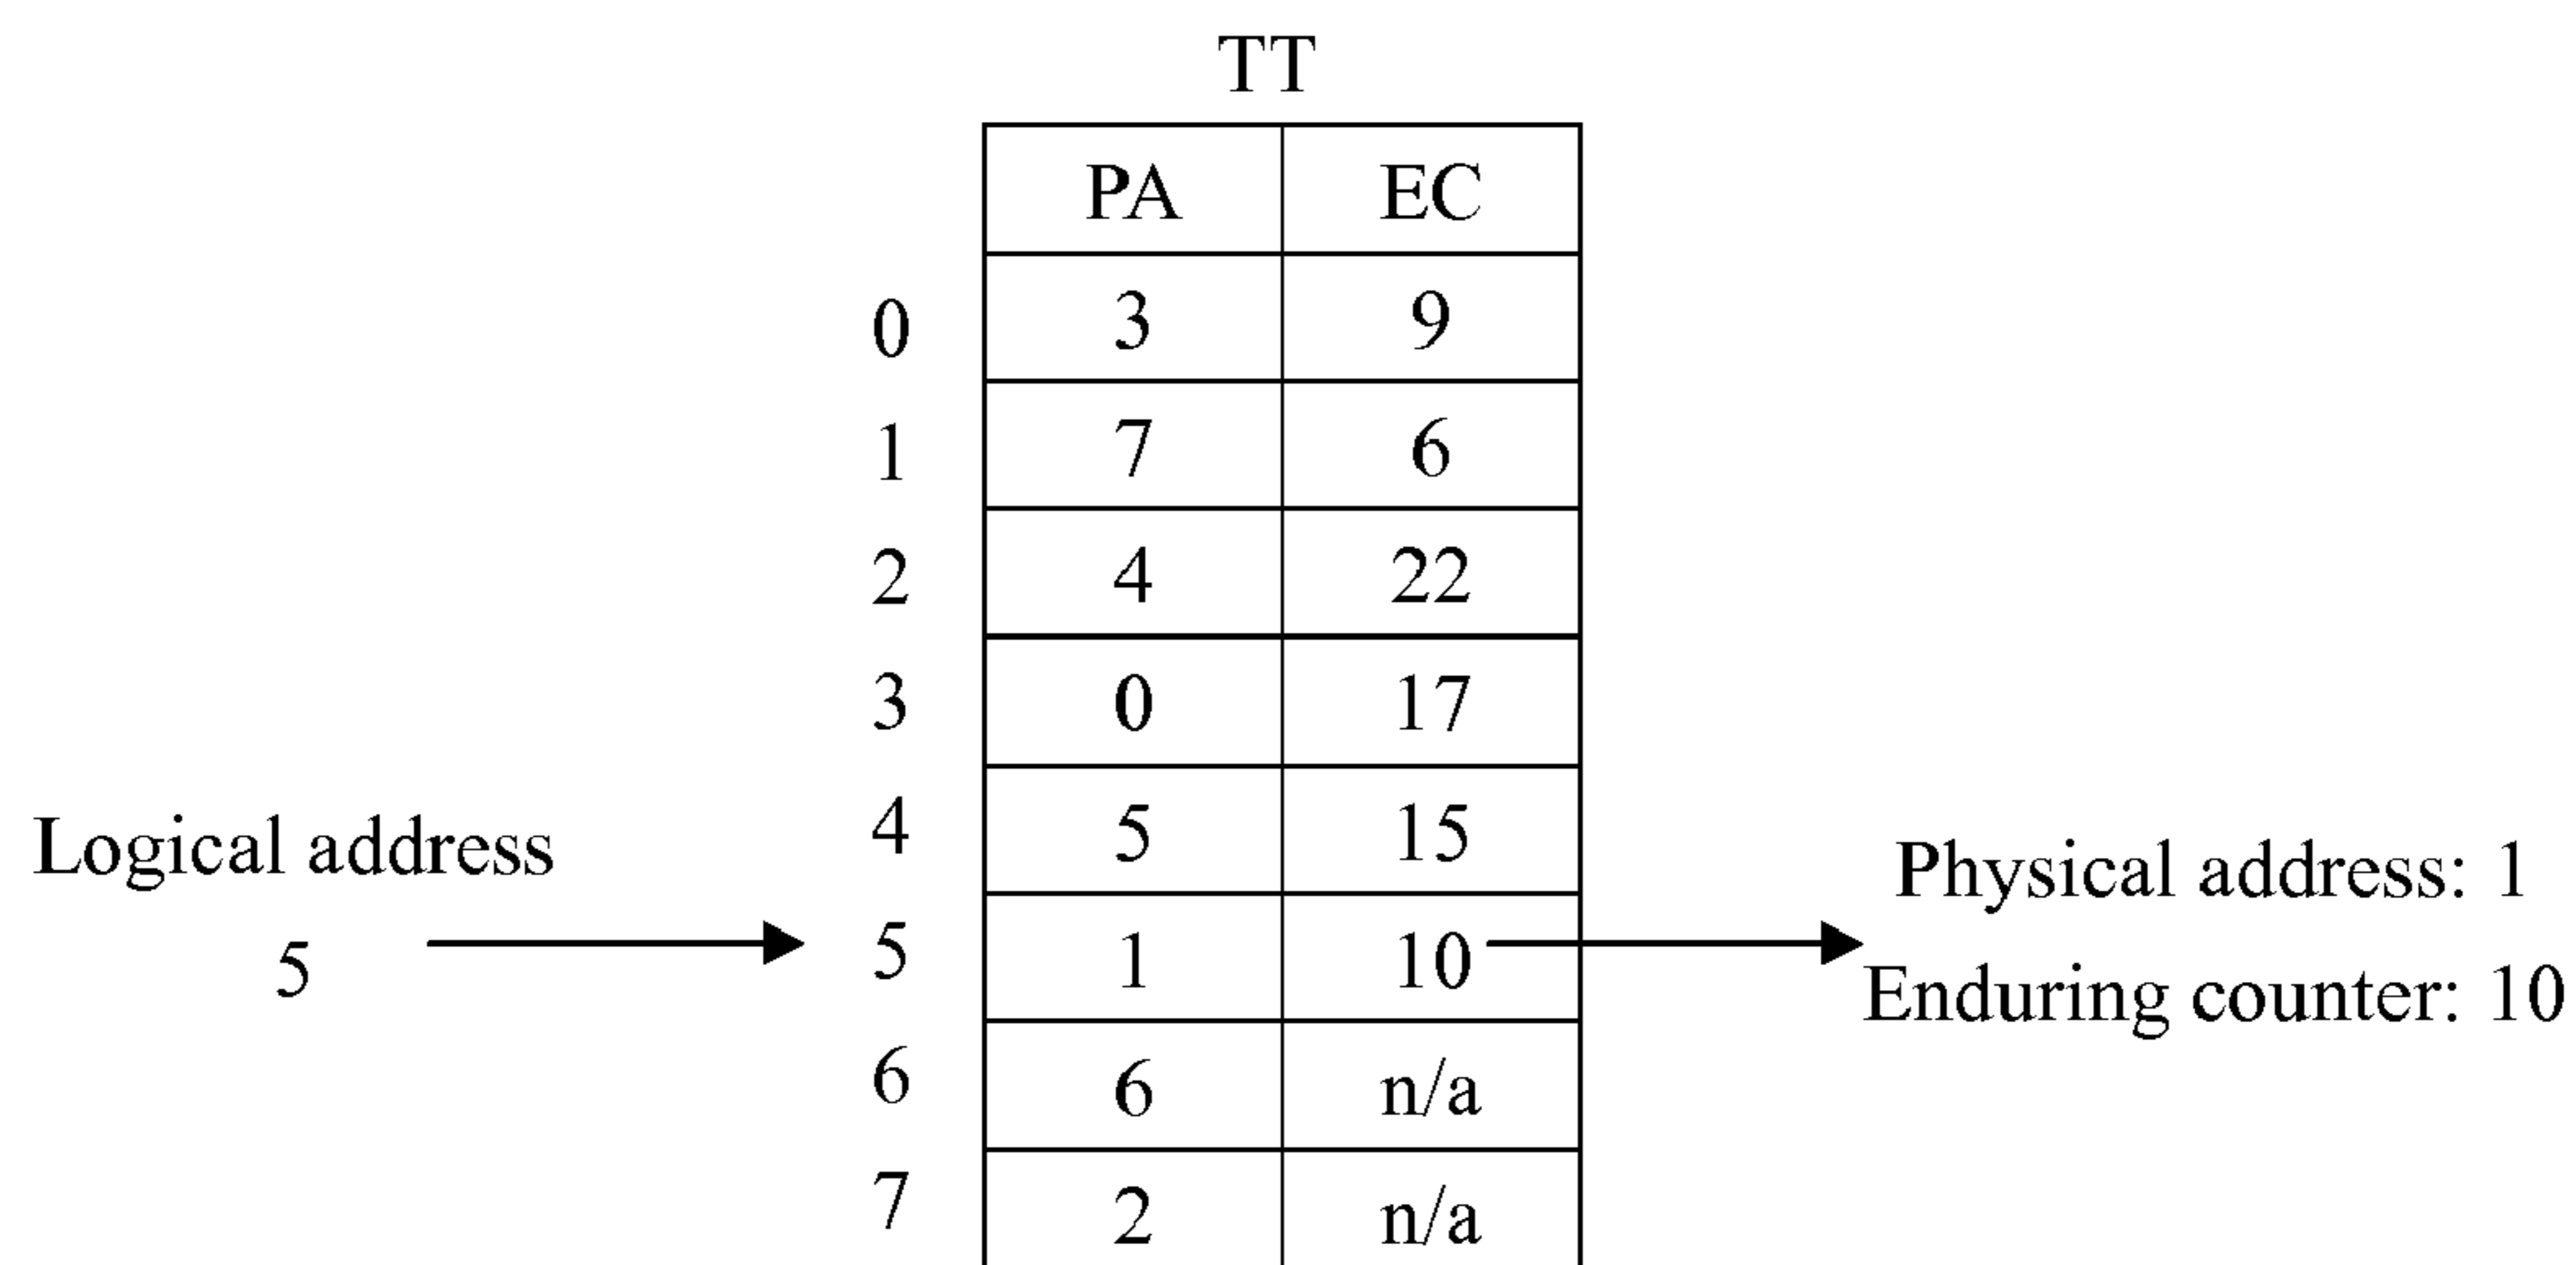 TT
PA EC
0 3 9
1 7 6
2 4 22
3 0 17
4 5 15
Logical address
5
5 1 10
Physical address: 1
Enduring counter: 10
6 6 n/a
7 2 n/a